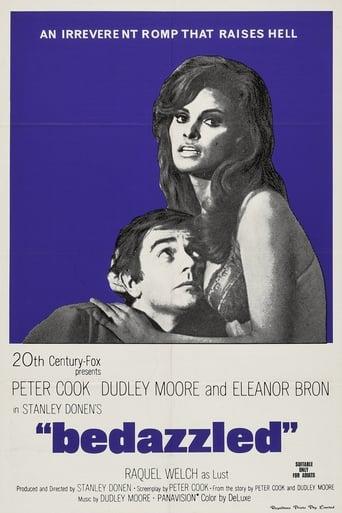 AN IRREVERENT ROMP THAT RAISES HELL
20th Century-Fox
presents
PETER COOK DUDLEY MOORE and ELEANOR BRON
in STANLEY DONEN'S
"bedazzled"
RAQUEL WELCH as Lust
SUITABLE
ONLY
FOR ADULTS
Produced and Directed by STANLEY DONEN · Screenplay by PETER COOK · From the story by PETER COOK and DUDLEY MOORE
Music by DUDLEY MOORE · PANAVISION® Color by DeLuxe